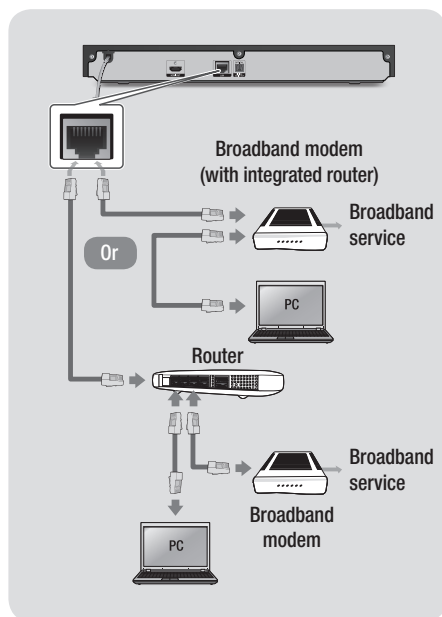 Broadband modem
(with integrated router)
Broadband
service
Or
PC
Router
Broadband
service
Broadband
modem
PC